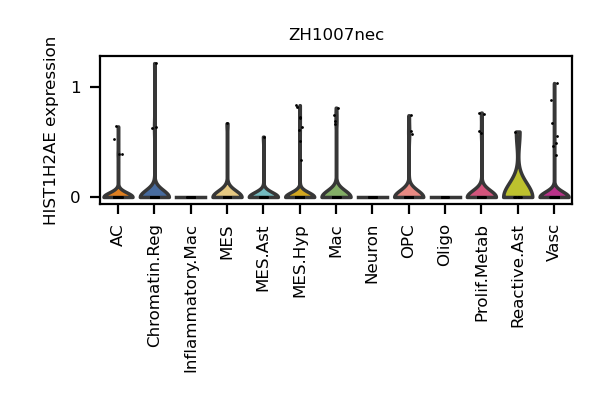 ZH1007nec
HIST1H2AE expression
1
0
AC
Chromatin.Reg
Inflammatory.Mac
MES
MES.Ast
MES.Hyp
Mac
Neuron
OPC
Oligo
Prolif.Metab
Reactive.Ast
Vasc